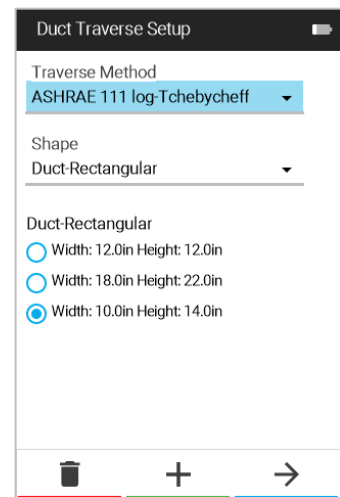 Duct Traverse Setup
Traverse Method
ASHRAE 111 log-Tchebycheff
Shape
Duct-Rectangular
Duct-Rectangular
Width: 12.0in Height: 12.0in
Width: 18.0in Height: 22.0in
Width: 10.0in Height: 14.0in